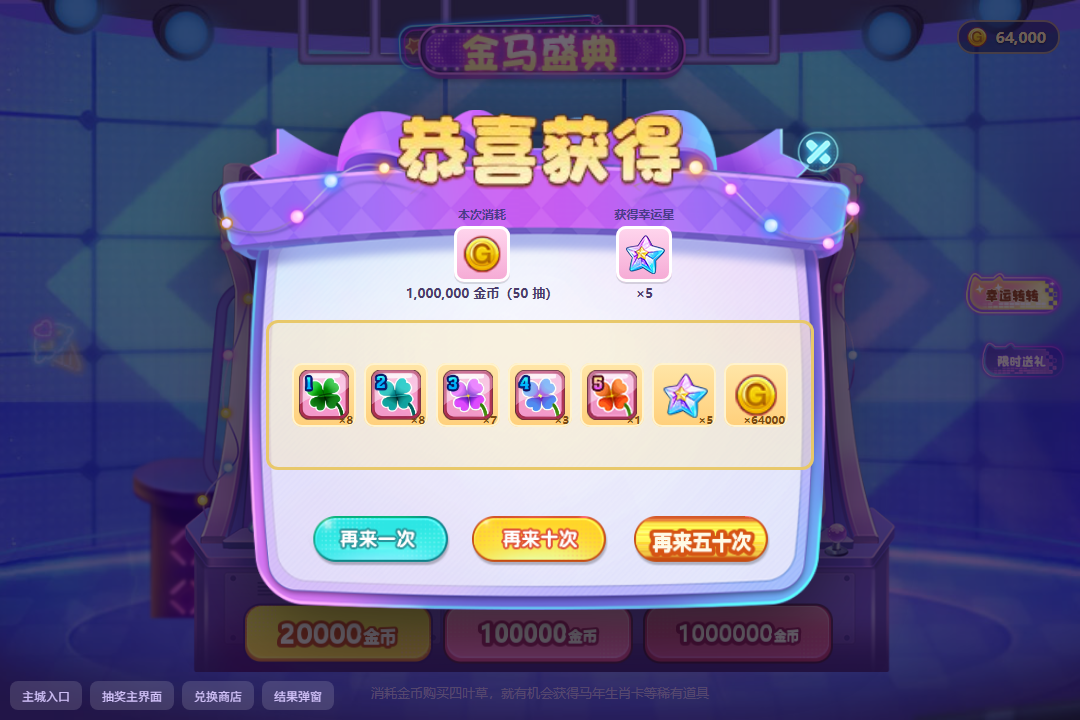 金马盛典
64,000
恭喜获得
本次消耗
获得幸运星
1,000,000 金币（50 抽）
×5
幸运转转
限时送礼
1 ×8
2 ×8
3 ×7
4 ×3
5 ×1
×5
×64000
再来一次
再来十次
再来五十次
20000金币
100000金币
1000000金币
主城入口
抽奖主界面
兑换商店
结果弹窗
消耗金币购买四叶草，就有机会获得马年生肖卡等稀有道具